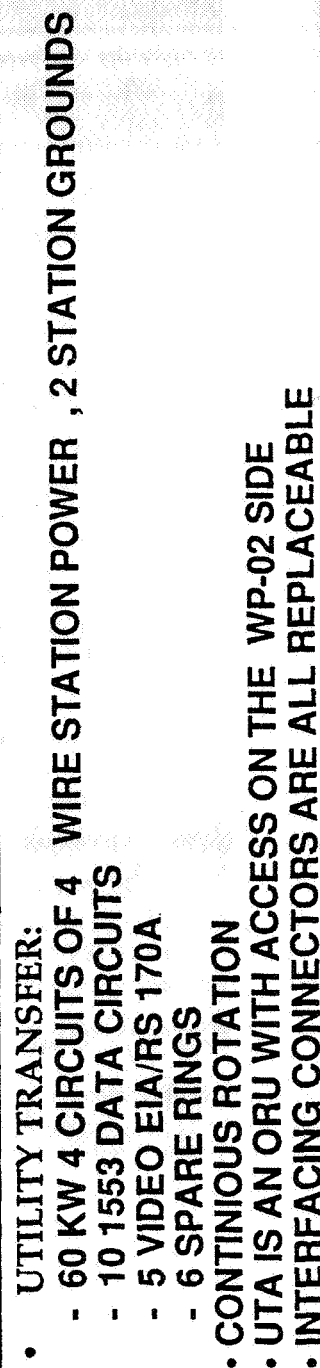 • UTILITY TRANSFER:
- 60 KW 4 CIRCUITS OF 4 WIRE STATION POWER , 2 STATION GROUNDS
- 10 1553 DATA CIRCUITS
- 5 VIDEO EIA/RS 170A
- 6 SPARE RINGS
• CONTINIOUS ROTATION
• UTA IS AN ORU WITH ACCESS ON THE WP-02 SIDE
• INTERFACING CONNECTORS ARE ALL REPLACEABLE